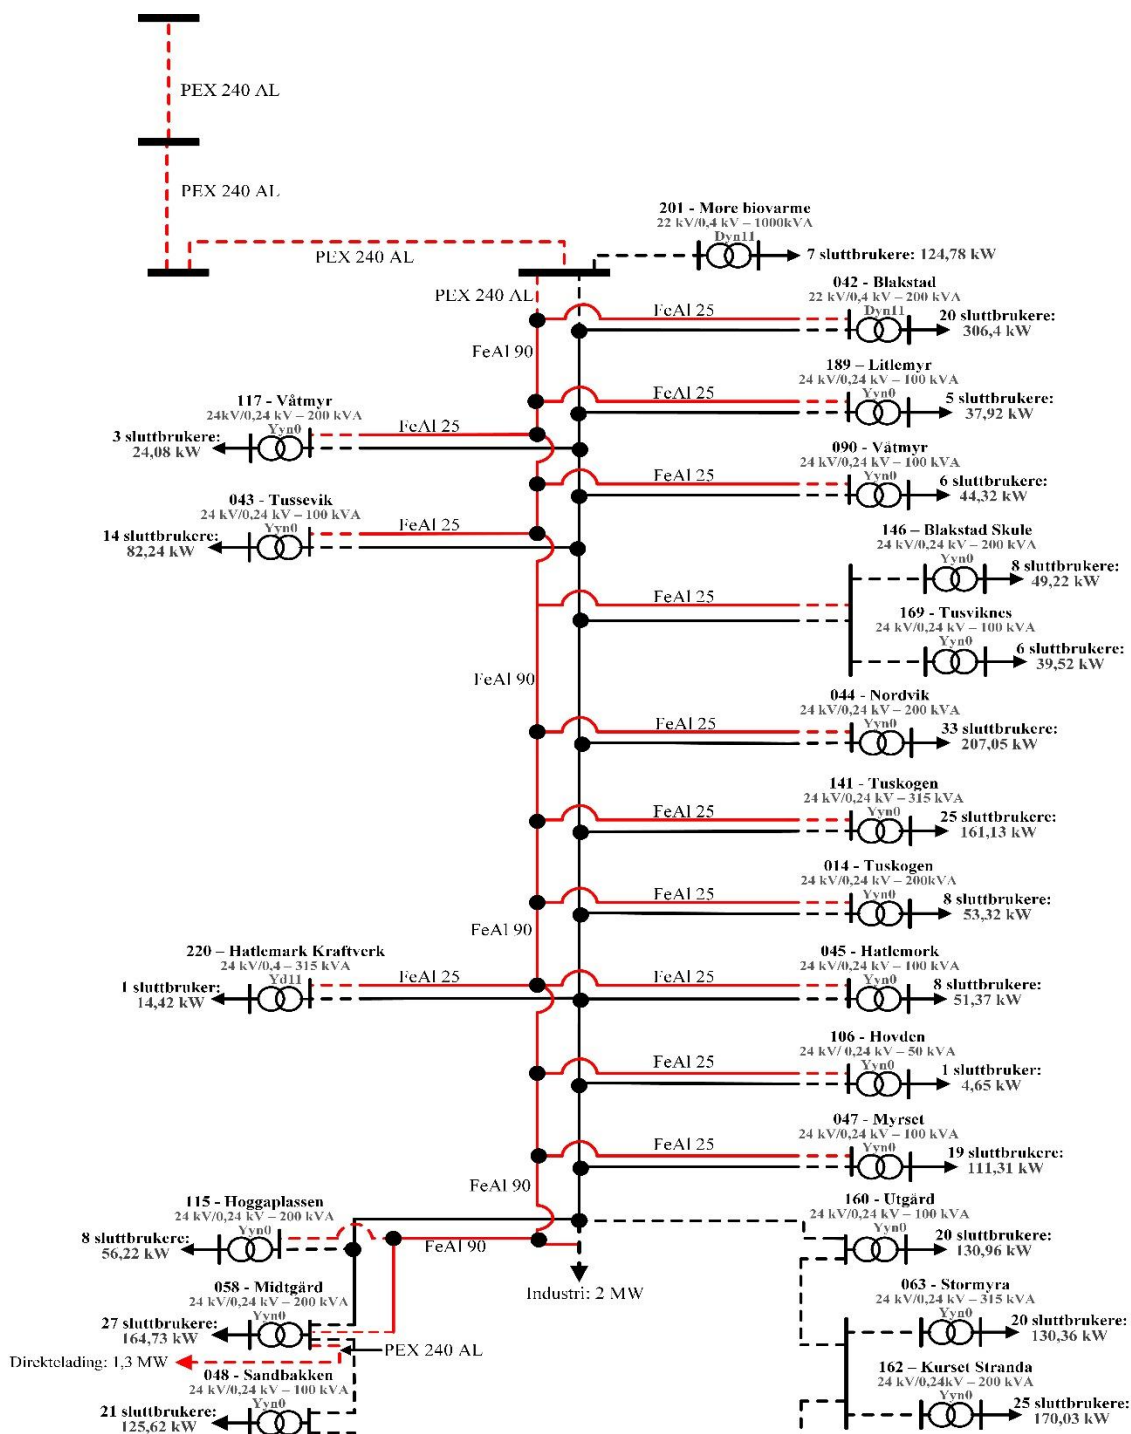 PEX 240 AL
PEX 240 AL
PEX 240 AL
PEX 240 AL
FeAl 90
201 - More biovarme
22 kV/0,4 kV – 1000kVA
Dyn11
7 sluttbrukere: 124,78 kW
042 – Blakstad
22 kV/0,4 kV – 200 kVA
Dyn11
FeAl 25
20 sluttbrukere:
306,4 kW
189 – Litlemyr
24 kV/0,24 kV – 100 kVA
Yyn0
FeAl 25
5 sluttbrukere:
37,92 kW
117 - Våtmyr
24kV/0,24 kV – 200 kVA
Yyn0
FeAl 25
3 sluttbrukere:
24,08 kW
090 – Våtmyr
24 kV/0,24 kV – 100 kVA
Yyn0
FeAl 25
6 sluttbrukere:
44,32 kW
043 - Tussevik
24 kV/0,24 kV – 100 kVA
Yyn0
FeAl 25
14 sluttbrukere:
82,24 kW
146 – Blakstad Skule
24 kV/0,24 kV – 200 kVA
Yyn0
8 sluttbrukere:
49,22 kW
FeAl 25
169 - Tusviknes
24 kV/0,24 kV – 100 kVA
Yyn0
6 sluttbrukere:
39,52 kW
FeAl 90
044 – Nordvik
24 kV/0,24 kV – 200 kVA
Yyn0
FeAl 25
33 sluttbrukere:
207,05 kW
141 - Tuskogen
24 kV/0,24 kV – 315 kVA
Yyn0
FeAl 25
25 sluttbrukere:
161,13 kW
014 – Tuskogen
24 kV/0,24 kV – 200kVA
Yyn0
FeAl 25
8 sluttbrukere:
53,32 kW
FeAl 90
220 – Hatlemark Kraftverk
24 kV/0,4 – 315 kVA
Yd11
FeAl 25
1 sluttbruker:
14,42 kW
045 – Hatlemork
24 kV/0,24 kV – 100 kVA
Yyn0
FeAl 25
8 sluttbrukere:
51,37 kW
106 - Hovden
24 kV/ 0,24 kV – 50 kVA
Yyn0
FeAl 25
1 sluttbruker:
4,65 kW
047 – Myrset
24 kV/0,24 kV – 100 kVA
Yyn0
FeAl 25
19 sluttbrukere:
111,31 kW
FeAl 90
115 - Hoggaplassen
24 kV/0,24 kV – 200 kVA
Yyn0
8 sluttbrukere:
56,22 kW
FeAl 90
160 – Utgård
24 kV/0,24 kV – 100 kVA
Yyn0
20 sluttbrukere:
130,96 kW
Industri: 2 MW
058 - Midtgård
24 kV/0,24 kV – 200 kVA
Yyn0
27 sluttbrukere:
164,73 kW
PEX 240 AL
Direktelading: 1,3 MW
063 – Stormyra
24 kV/0,24 kV – 315 kVA
Yyn0
20 sluttbrukere:
130,36 kW
048 - Sandbakken
24 kV/0,24 kV – 100 kVA
Yyn0
21 sluttbrukere:
125,62 kW
162 – Kurset Stranda
24 kV/0,24kV – 200 kVA
Yyn0
25 sluttbrukere:
170,03 kW